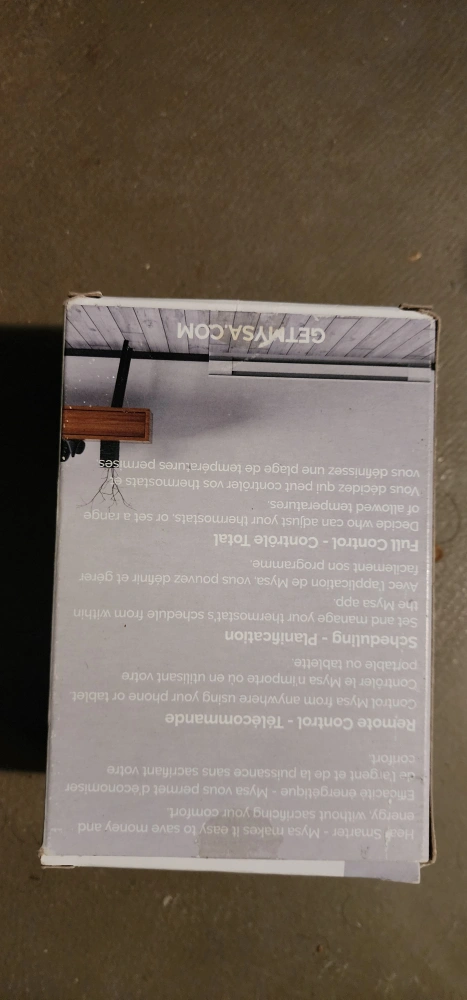 Heat Smarter - Mysa makes it easy to save money and
energy, without sacrificing your comfort.
Efficacité énergétique - Mysa vous permet d'économiser
de l'argent et de la puissance sans sacrifiant votre
confort.
Remote Control - Télécommande
Control Mysa from anywhere using your phone or tablet.
Contrôler le Mysa n'importe où en utilisant votre
portable ou tablette.
Scheduling - Planification
Set and manage your thermostat's schedule from within
the Mysa app.
Avec l'application de Mysa, vous pouvez définir et gérer
facilement son programme.
Full Control - Contrôle Total
Decide who can adjust your thermostats, or set a range
of allowed temperatures.
Vous décidez qui peut contrôler vos thermostats et
vous définissez une plage de températures permises
GETMYSA.COM